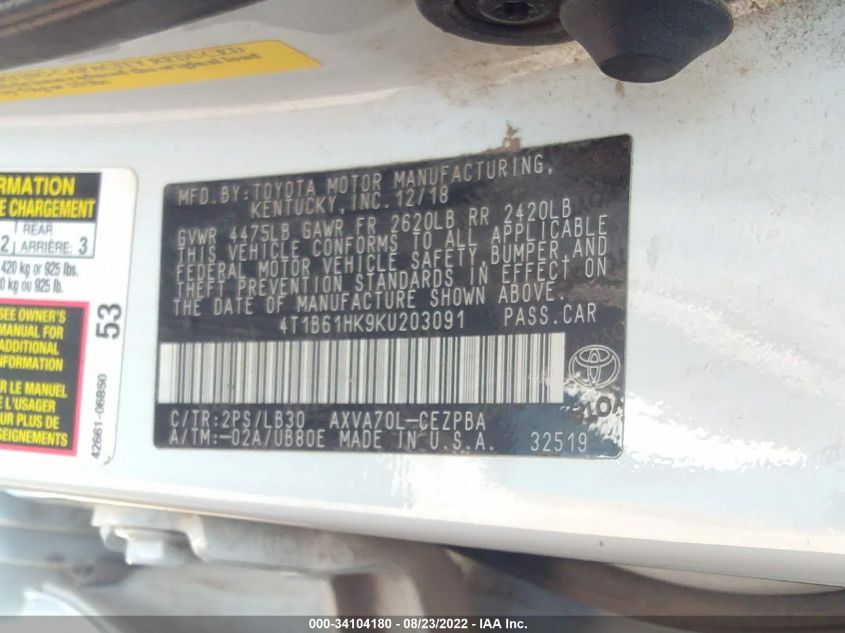 MFD. BY: TOYOTA MOTOR MANUFACTURING,
KENTUCKY, INC. 12/18
GVWR 4475LB GAWR FR 2620LB RR 2420LB
THIS VEHICLE CONFORMS TO ALL APPLICABLE
FEDERAL MOTOR VEHICLE SAFETY, BUMPER, AND
THEFT PREVENTION STANDARDS IN EFFECT ON
THE DATE OF MANUFACTURE SHOWN ABOVE.
4T1B61HK9KU203091 PASS. CAR
C/TR: 2PS/LB30 AXVA70L-CEZPBA
A/TM: -02A/UB80E MADE IN U.S.A. 32519
RMATION
E CHARGEMENT
2 REAR ARRIÈRE: 3
420 kg or 925 lbs.
0 kg ou 925 lb.
SEE OWNER'S
MANUAL FOR
ADDITIONAL
INFORMATION
R LE MANUEL
E L'USAGER
R PLUS DE
SEIGNEMENTS
53
42661-06850
000-34104180 - 08/23/2022 - IAA Inc.